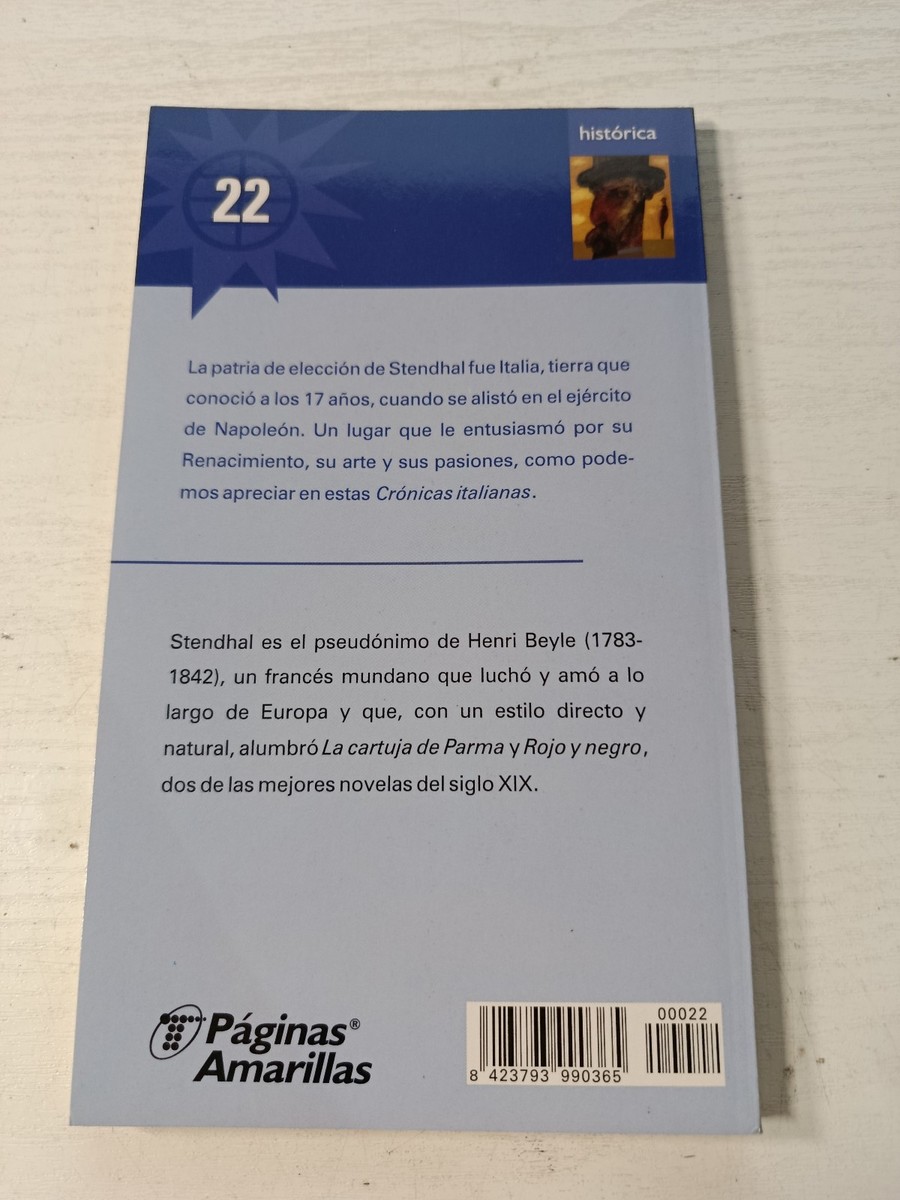 histórica
22
La patria de elección de Stendhal fue Italia, tierra que
conoció a los 17 años, cuando se alistó en el ejército
de Napoleón. Un lugar que le entusiasmó por su
Renacimiento, su arte y sus pasiones, como pode-
mos apreciar en estas Crónicas italianas.
Stendhal es el pseudónimo de Henri Beyle (1783-
1842), un francés mundano que luchó y amó a lo
largo de Europa y que, con un estilo directo y
natural, alumbró La cartuja de Parma y Rojo y negro,
dos de las mejores novelas del siglo XIX.
Páginas®
Amarillas
00022
8 423793 990365